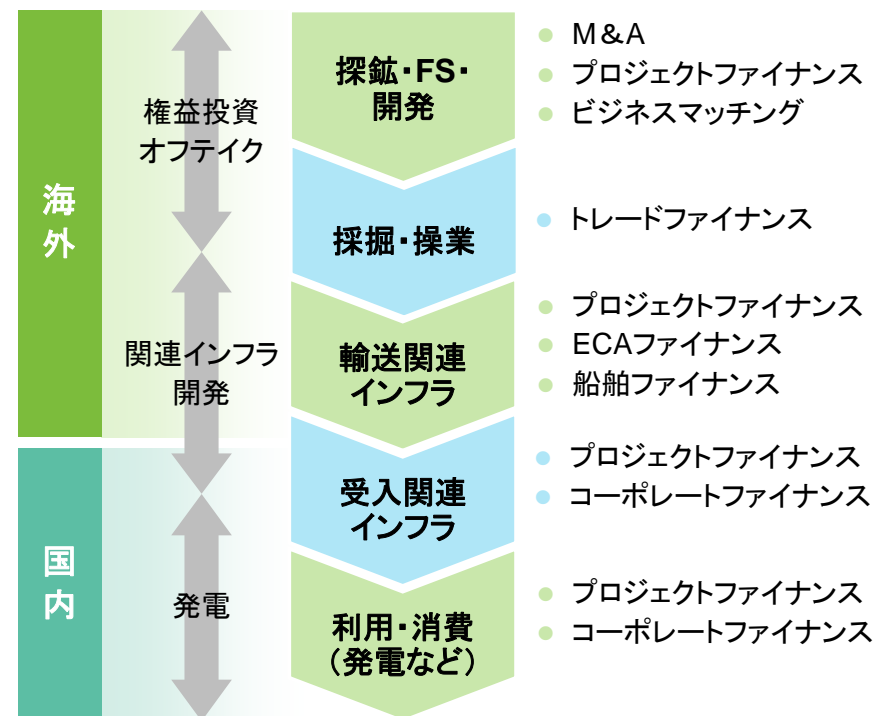 海外
権益投資
オフテイク
関連インフラ
開発
国内
発電
探鉱・FS・
開発
M&A
プロジェクトファイナンス
ビジネスマッチング
採掘・操業
トレードファイナンス
輸送関連
インフラ
プロジェクトファイナンス
ECAファイナンス
船舶ファイナンス
受入関連
インフラ
プロジェクトファイナンス
コーポレートファイナンス
利用・消費
(発電など)
プロジェクトファイナンス
コーポレートファイナンス